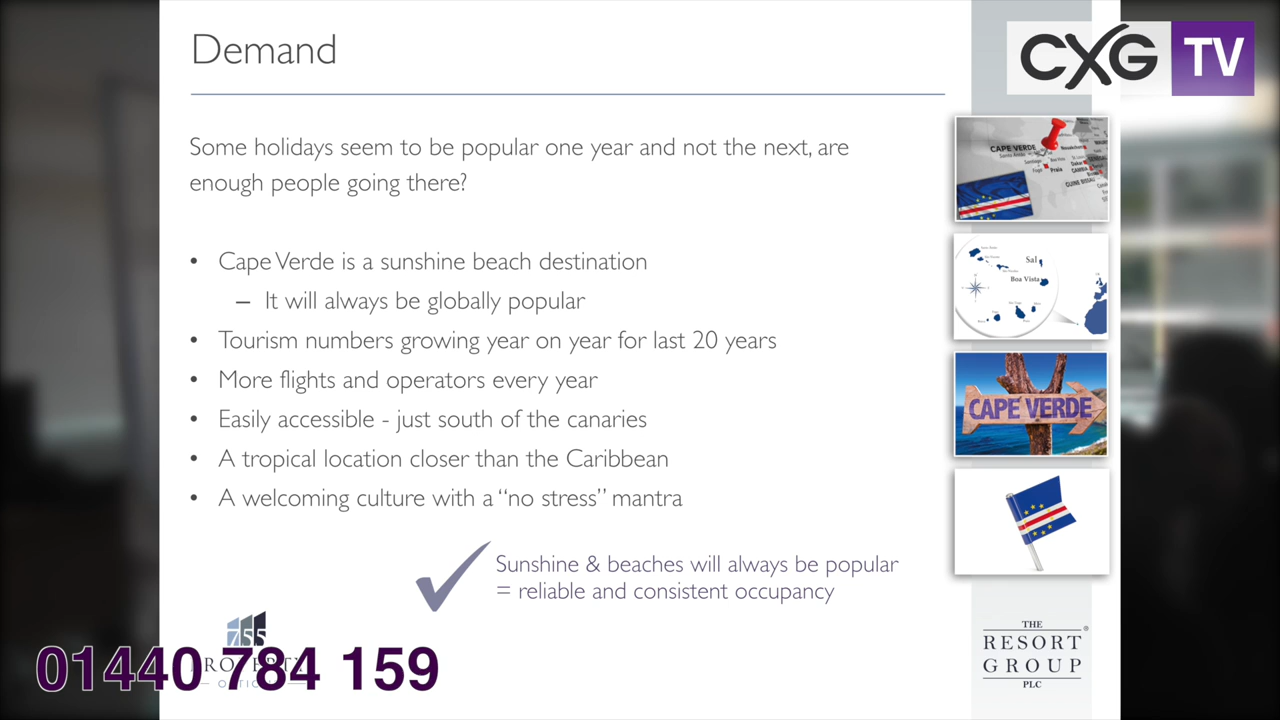 Demand
CXG TV
Some holidays seem to be popular one year and not the next, are
enough people going there?
• Cape Verde is a sunshine beach destination
– It will always be globally popular
• Tourism numbers growing year on year for last 20 years
• More flights and operators every year
• Easily accessible - just south of the canaries
• A tropical location closer than the Caribbean
• A welcoming culture with a “no stress” mantra
Sunshine & beaches will always be popular
= reliable and consistent occupancy
CAPE VERDE
Praia
Sal
Boa Vista
CAPE VERDE
755
01440 784 159
THE
RESORT
GROUP
PLC